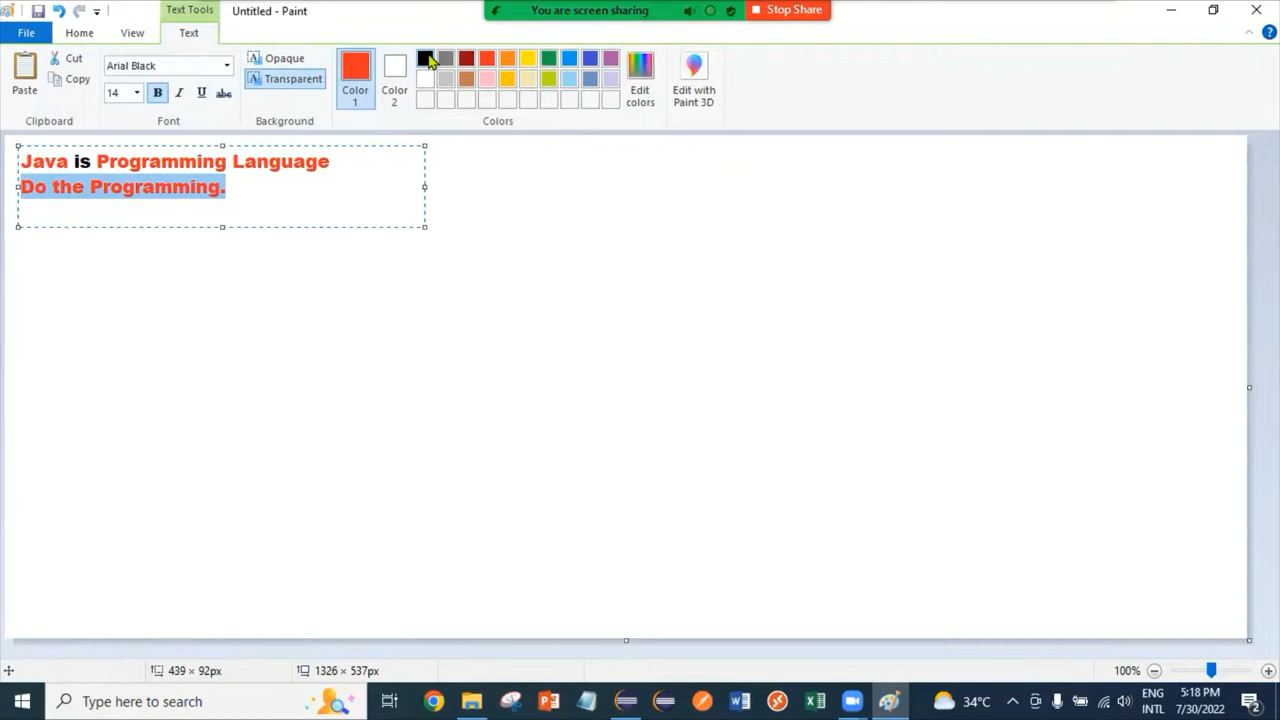 Text Tools
Untitled - Paint
You are screen sharing
Stop Share
File
Home
View
Text
Paste
Cut
Copy
Clipboard
Arial Black
14
B
I
U
abc
Font
Opaque
Transparent
Background
Color 1
Color 2
Edit colors
Colors
Edit with Paint 3D
Java is Programming Language
Do the Programming.
439 × 92px
1326 × 537px
100%
Type here to search
34°C
ENG
INTL
5:18 PM
7/30/2022
2